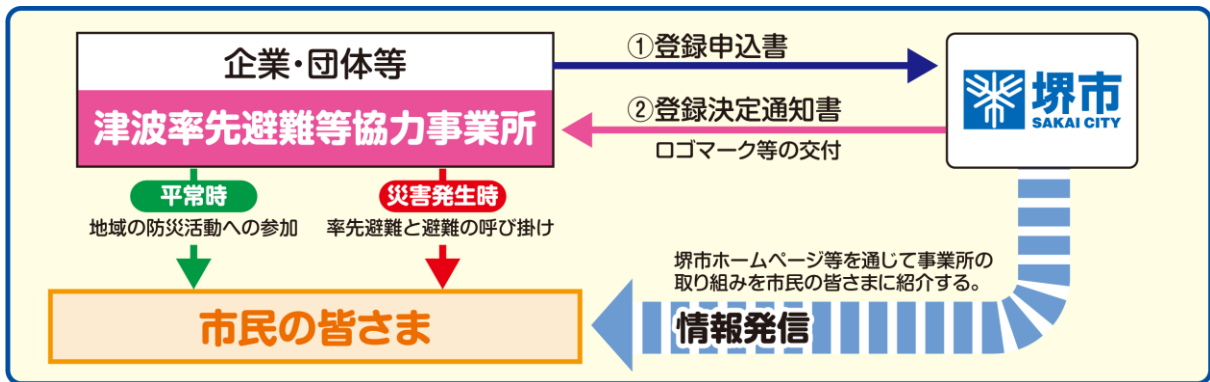 企業・団体等
津波率先避難等協力事業所
①登録申込書
②登録決定通知書
ロゴマーク等の交付
堺市
SAKAI CITY
平常時
地域の防災活動への参加
災害発生時
率先避難と避難の呼び掛け
堺市ホームページ等を通じて事業所の
取り組みを市民の皆さまに紹介する。
情報発信
市民の皆さま